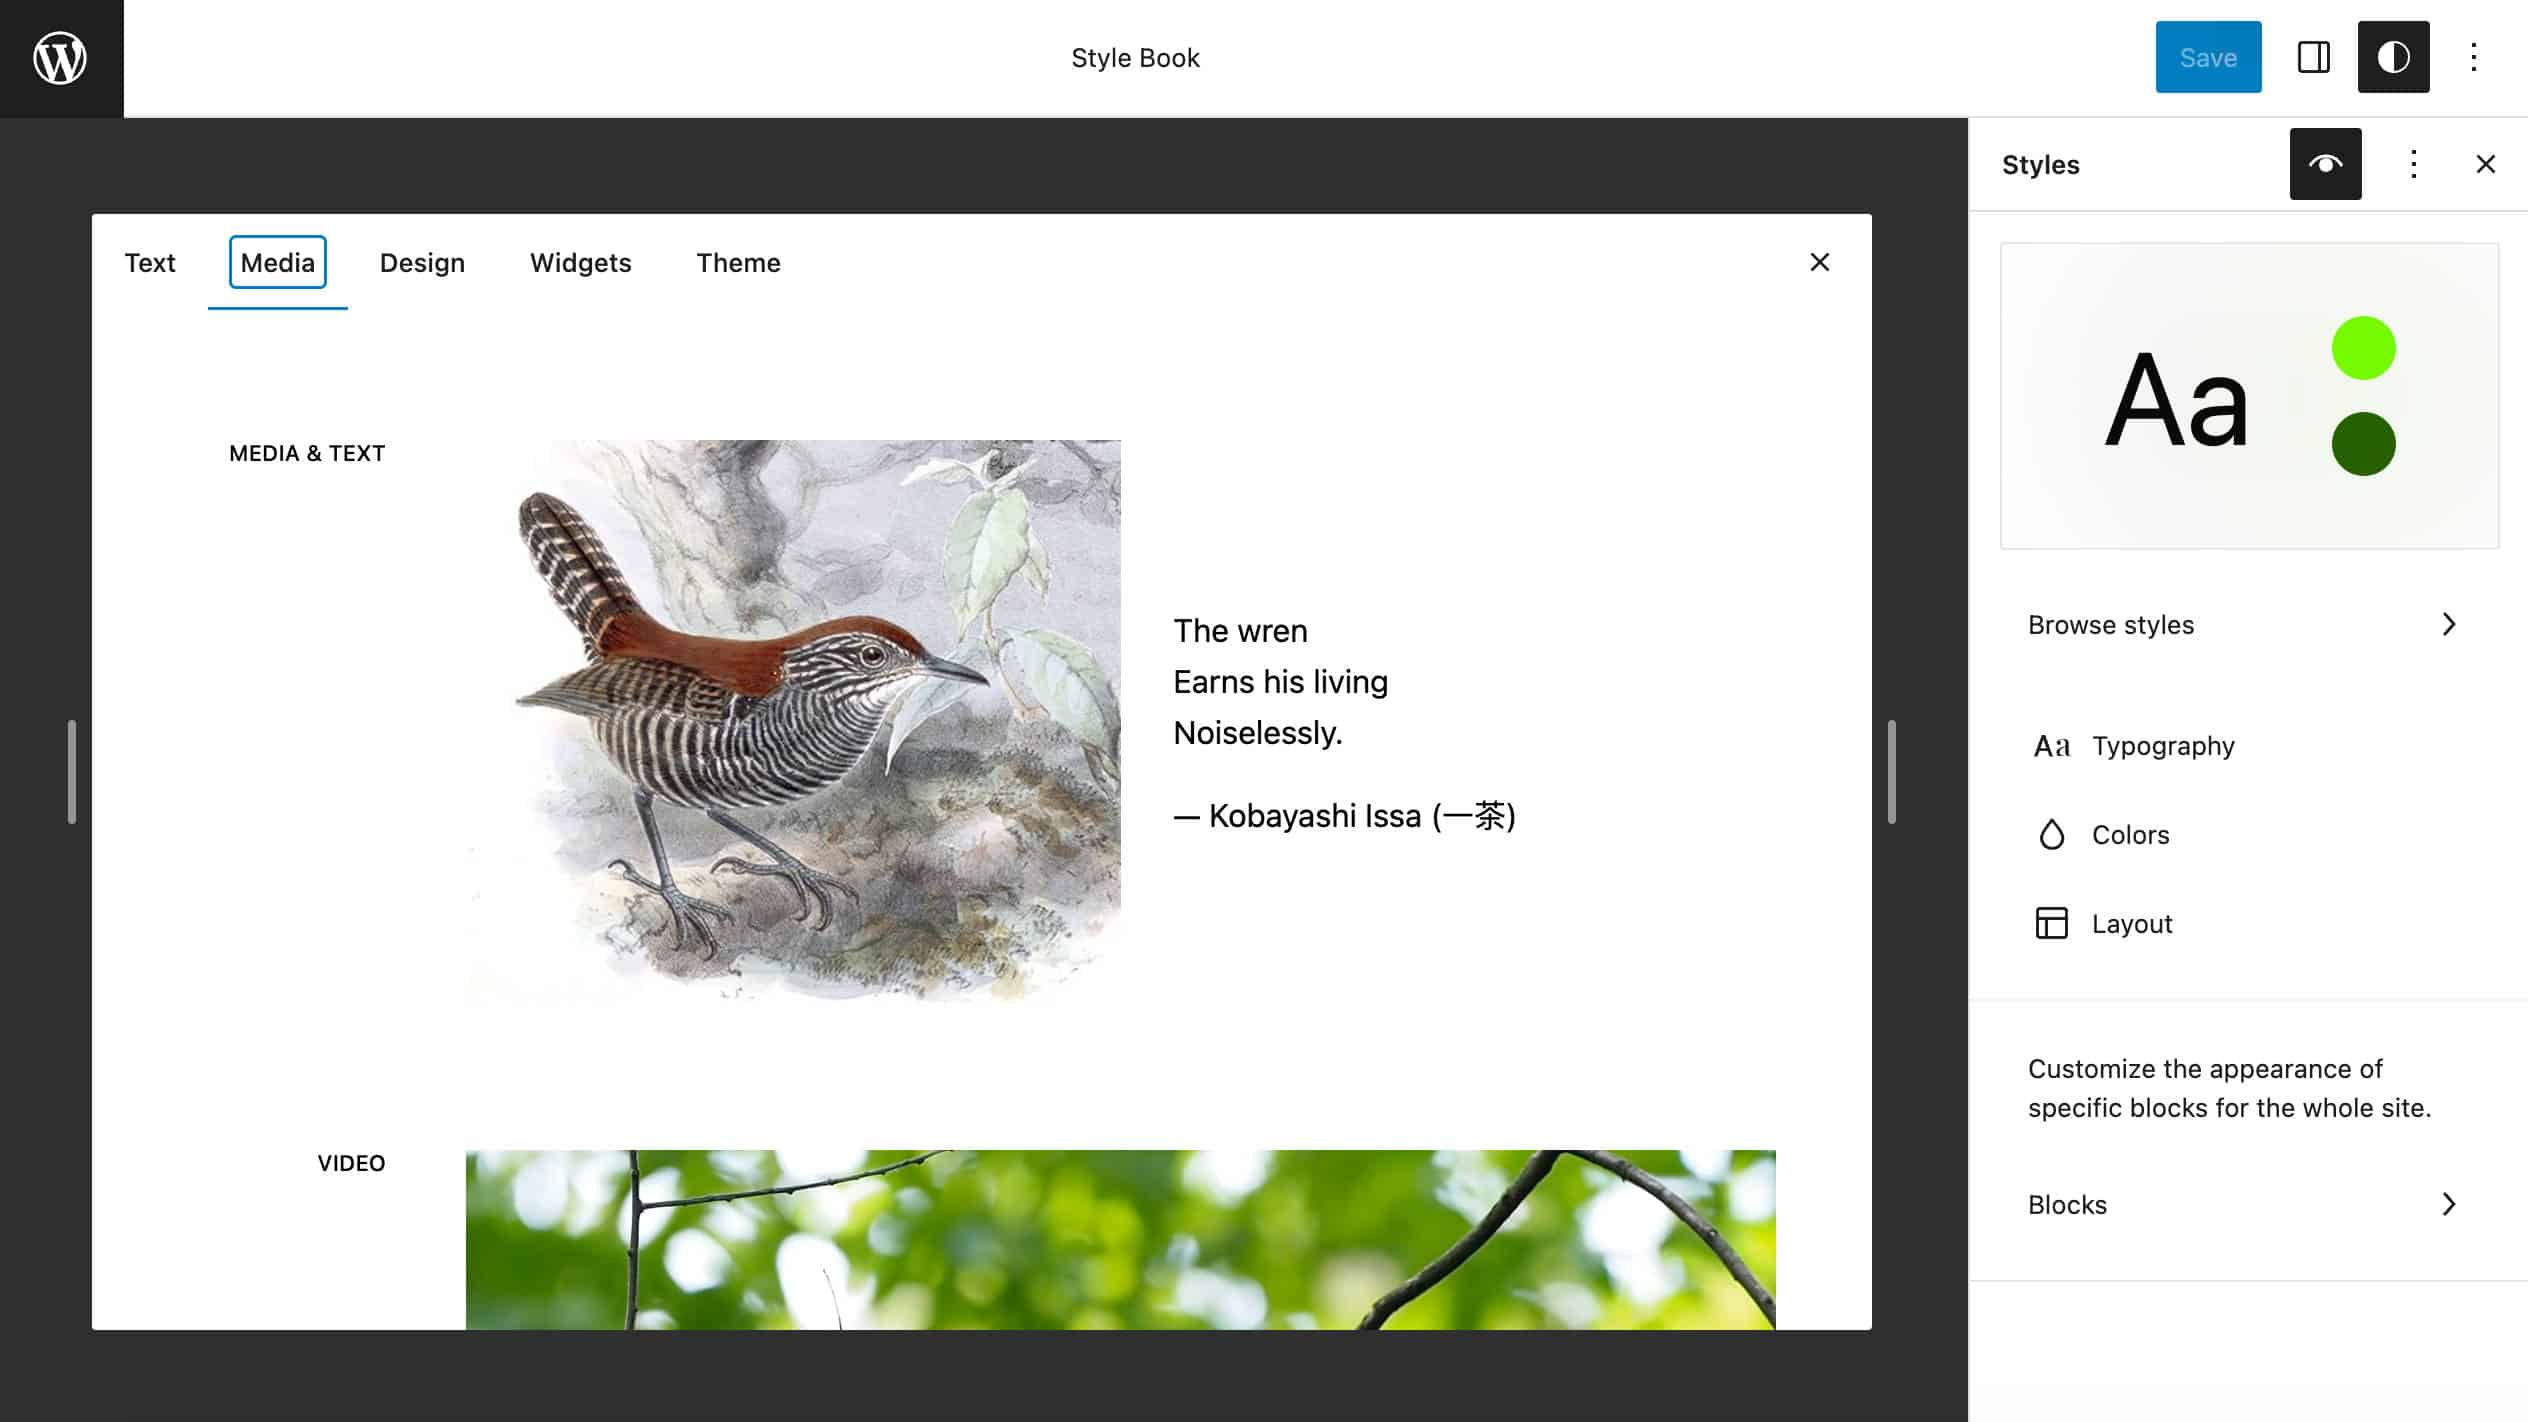 Style Book
Save
Styles
Text
Media
Design
Widgets
Theme
MEDIA & TEXT
The wren
Earns his living
Noiselessly.
— Kobayashi Issa (一茶)
VIDEO
Aa
Browse styles
Aa Typography
Colors
Layout
Customize the appearance of
specific blocks for the whole site.
Blocks